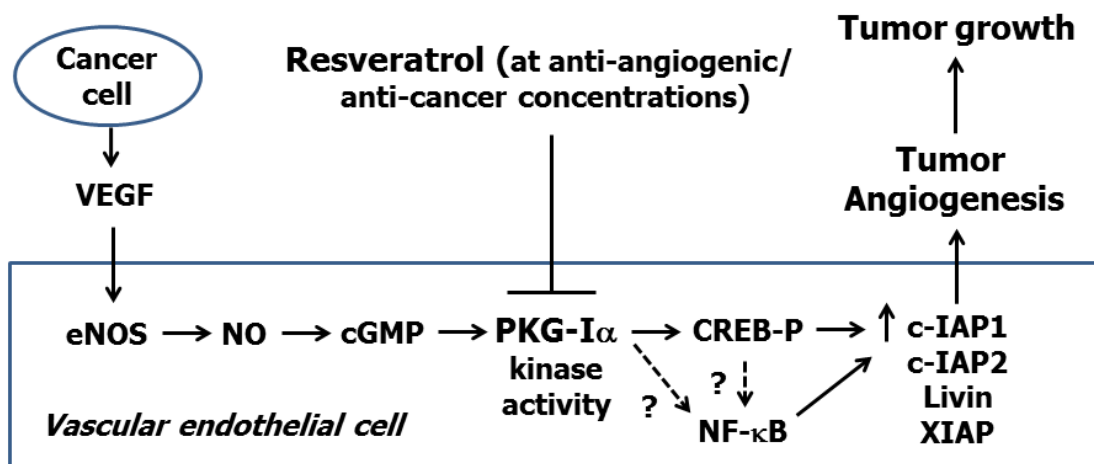 Cancer
cell
VEGF
Resveratrol (at anti-angiogenic/
anti-cancer concentrations)
Tumor growth
Tumor
Angiogenesis
eNOS
NO
cGMP
PKG-Iα
kinase
activity
CREB-P
?
?
NF-κB
c-IAP1
c-IAP2
Livin
XIAP
Vascular endothelial cell